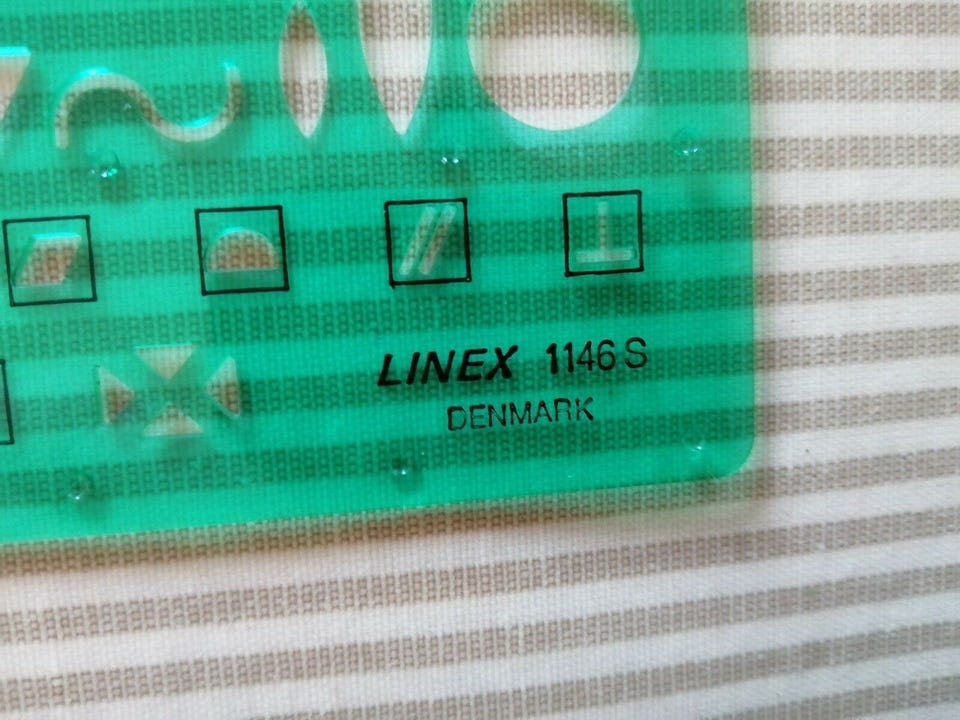 LINEX 1146 S
DENMARK